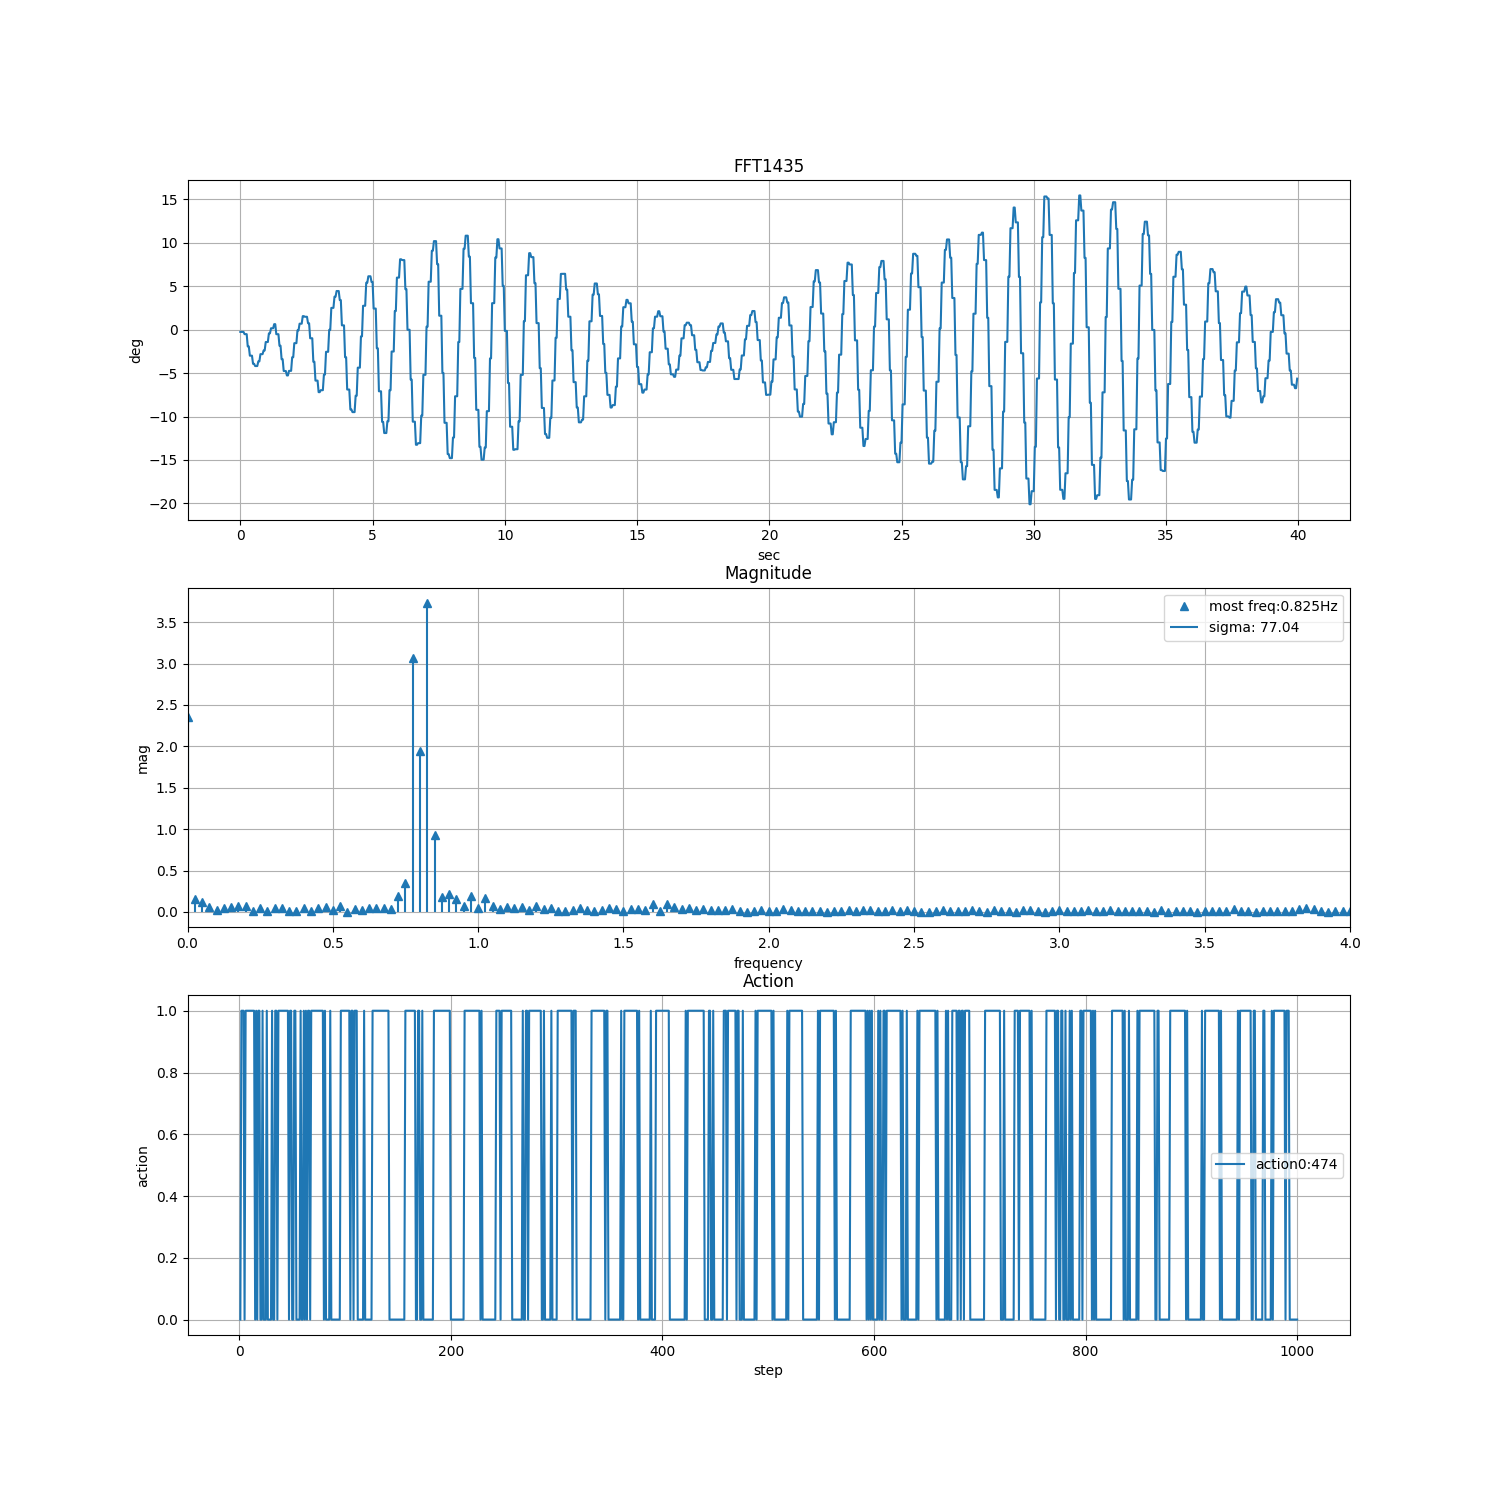 FFT1435
15
10
5
0
−5
−10
−15
−20
deg
0 5 10 15 20 25 30 35 40
sec
Magnitude
most freq:0.825Hz
sigma: 77.04
3.5
3.0
2.5
2.0
1.5
1.0
0.5
0.0
mag
0.0 0.5 1.0 1.5 2.0 2.5 3.0 3.5 4.0
frequency
Action
1.0
0.8
0.6
0.4
0.2
0.0
action
action0:474
0 200 400 600 800 1000
step